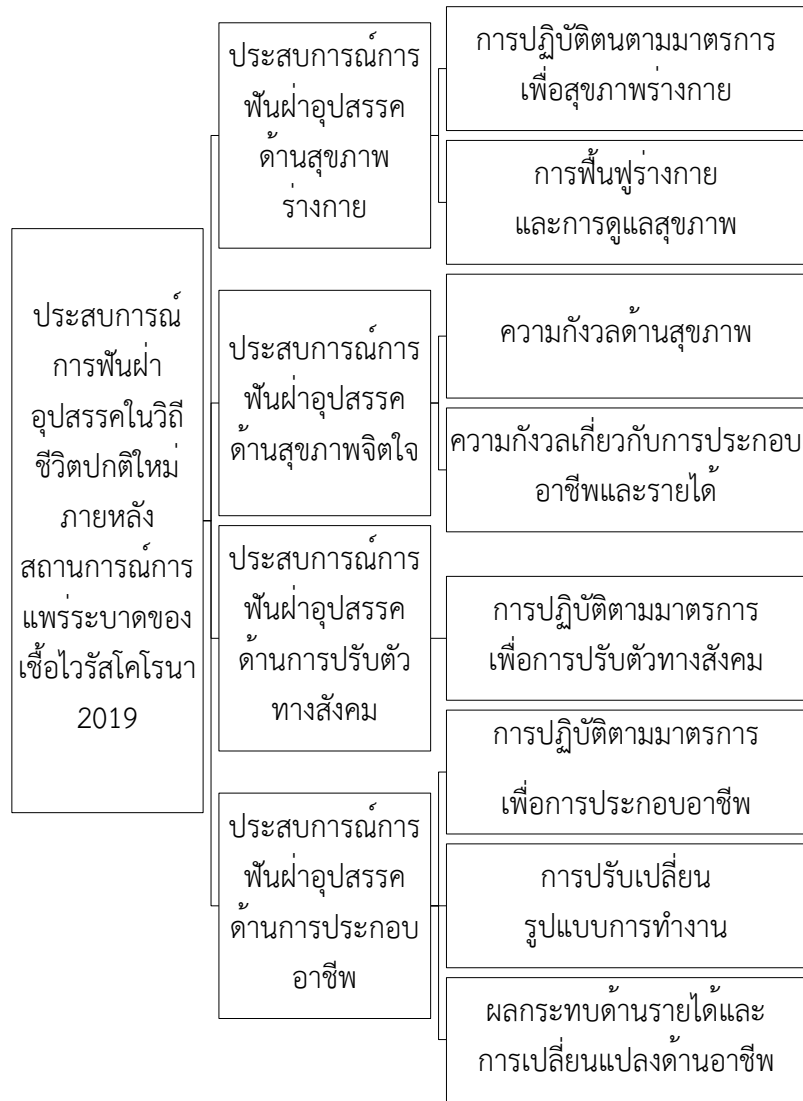 ประสบการณ์
การฟันฝ่า
อุปสรรคในวิถี
ชีวิตปกติใหม่
ภายหลัง
สถานการณ์การ
แพร่ระบาดของ
เชื้อไวรัสโคโรนา
2019
ประสบการณ์การ
ฟันฝ่าอุปสรรค
ด้านสุขภาพ
ร่างกาย
การปฏิบัติตนตามมาตรการ
เพื่อสุขภาพร่างกาย
การฟื้นฟูร่างกาย
และการดูแลสุขภาพ
ประสบการณ์การ
ฟันฝ่าอุปสรรค
ด้านสุขภาพจิตใจ
ความกังวลด้านสุขภาพ
ความกังวลเกี่ยวกับการประกอบ
อาชีพและรายได้
ประสบการณ์การ
ฟันฝ่าอุปสรรค
ด้านการปรับตัว
ทางสังคม
การปฏิบัติตามมาตรการ
เพื่อการปรับตัวทางสังคม
ประสบการณ์การ
ฟันฝ่าอุปสรรค
ด้านการประกอบ
อาชีพ
การปฏิบัติตามมาตรการ
เพื่อการประกอบอาชีพ
การปรับเปลี่ยน
รูปแบบการทำงาน
ผลกระทบด้านรายได้และ
การเปลี่ยนแปลงด้านอาชีพ